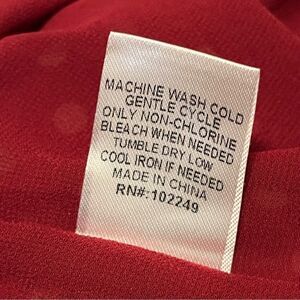 MACHINE WASH COLD
GENTLE CYCLE
ONLY NON-CHLORINE
BLEACH WHEN NEEDED
TUMBLE DRY LOW
COOL IRON IF NEEDED
MADE IN CHINA
RN#:102249